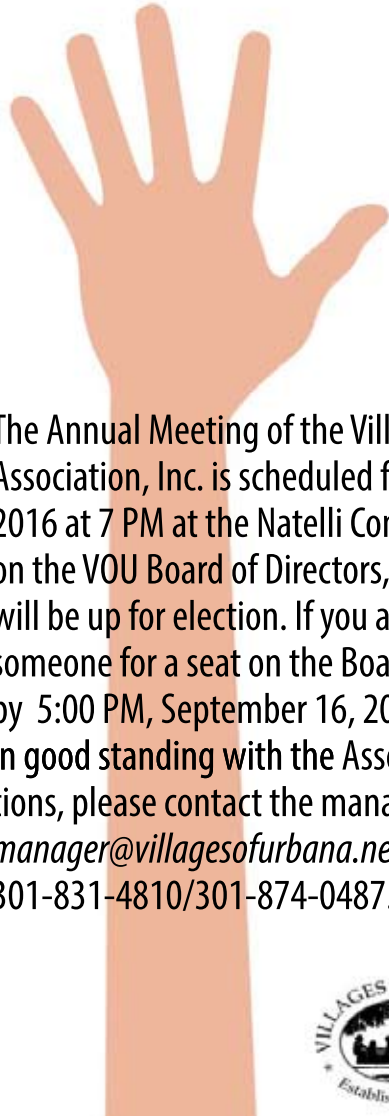 The Annual Meeting of the Vill
Association, Inc. is scheduled f
2016 at 7 PM at the Natelli Co
on the VOU Board of Directors,
will be up for election. If you a
someone for a seat on the Boa
by 5:00 PM, September 16, 20
n good standing with the Ass
tions, please contact the mana
manager@villagesofurbana.ne
301-831-4810/301-874-0487.
VILLAGES
Establis